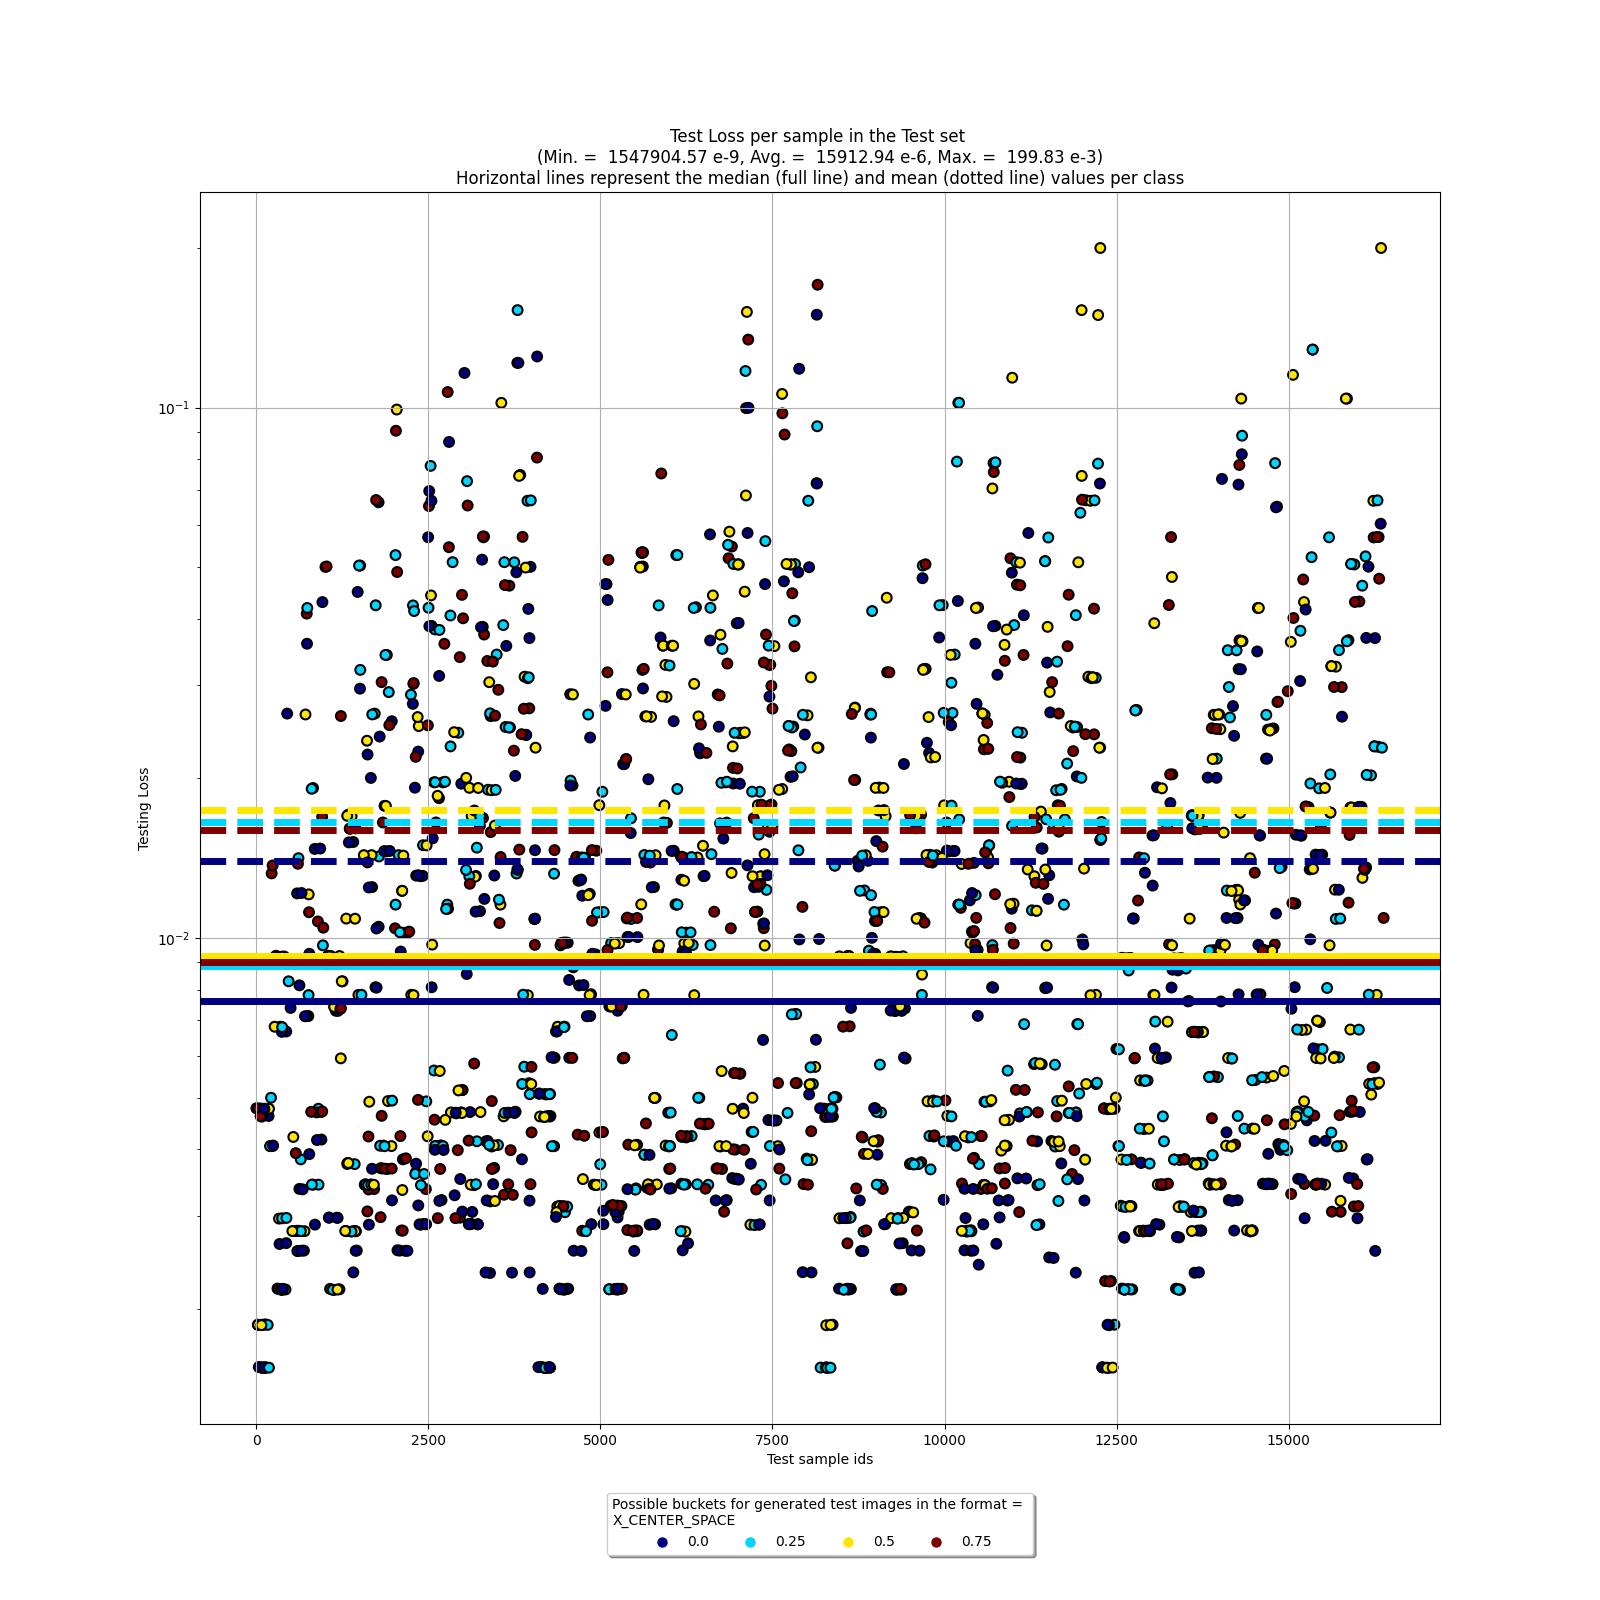 Test Loss per sample in the Test set
(Min. =  1547904.57 e-9, Avg. =  15912.94 e-6, Max. =  199.83 e-3)
Horizontal lines represent the median (full line) and mean (dotted line) values per class
10⁻¹
10⁻²
Testing Loss
0 2500 5000 7500 10000 12500 15000
Test sample ids
Possible buckets for generated test images in the format =
X_CENTER_SPACE
0.0 0.25 0.5 0.75